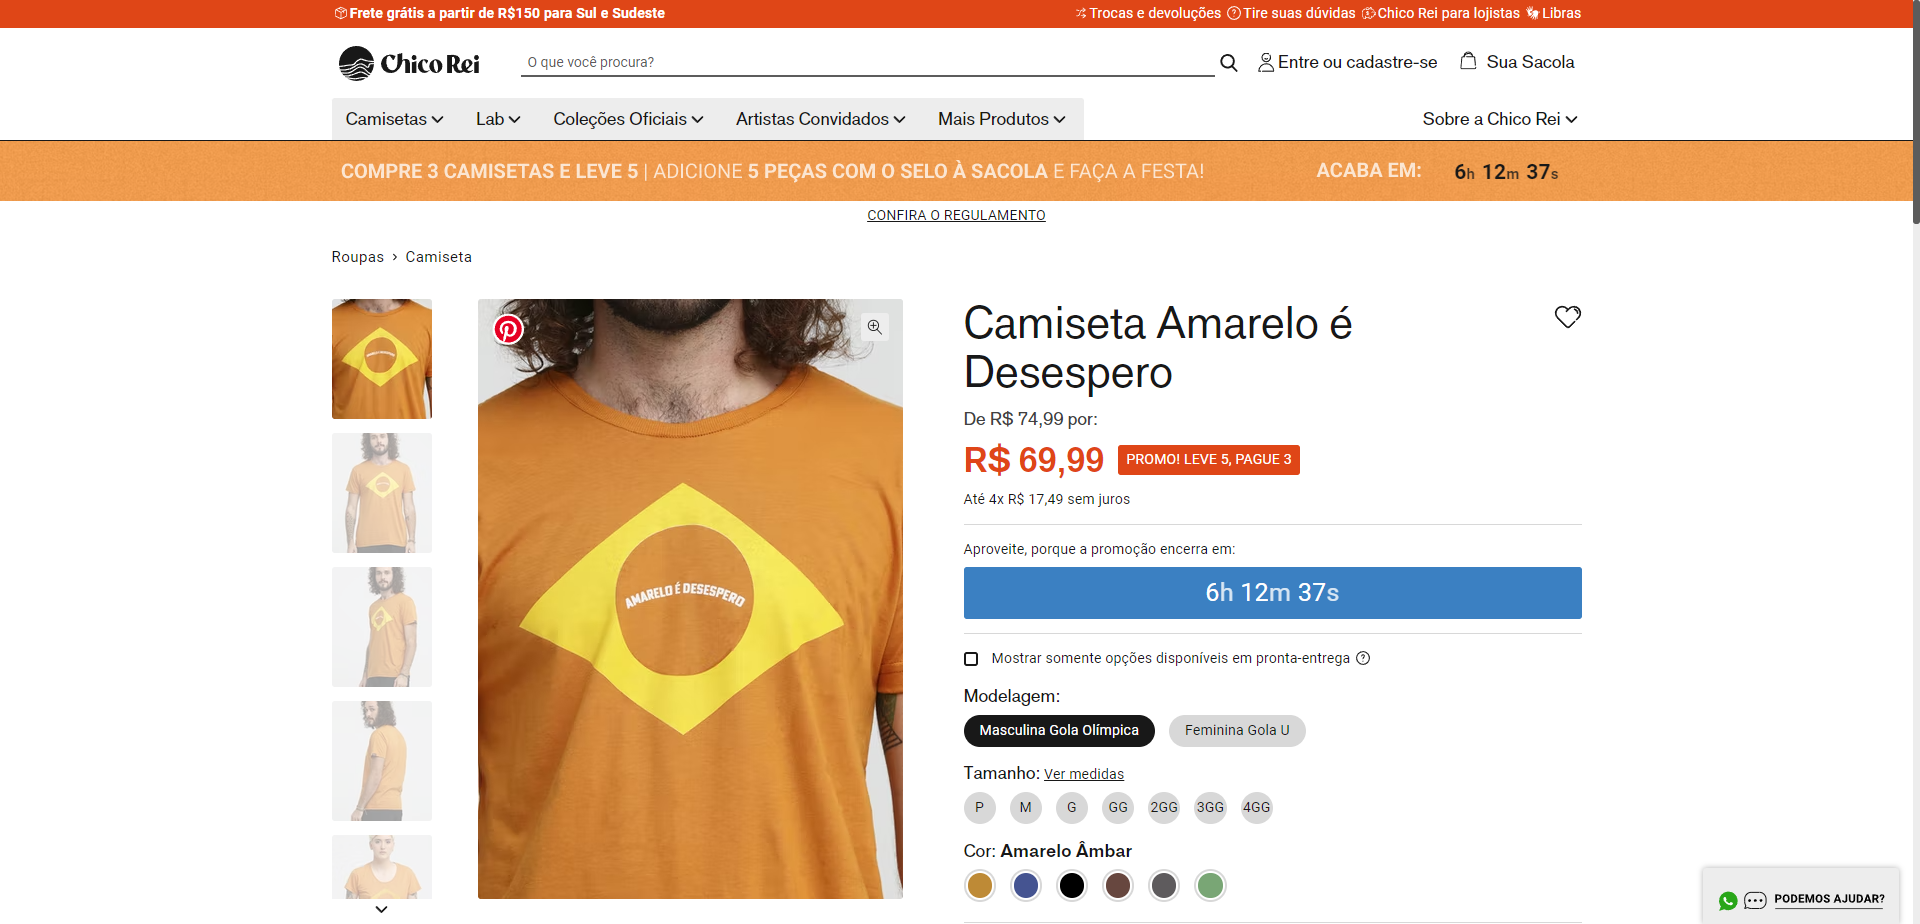 Frete grátis a partir de R$150 para Sul e Sudeste
Trocas e devoluções
Tire suas dúvidas
Chico Rei para lojistas
Libras
Chico Rei
O que você procura?
Entre ou cadastre-se
Sua Sacola
Camisetas
Lab
Coleções Oficiais
Artistas Convidados
Mais Produtos
Sobre a Chico Rei
COMPRE 3 CAMISETAS E LEVE 5 | ADICIONE 5 PEÇAS COM O SELO À SACOLA E FAÇA A FESTA!
ACABA EM:
6h 12m 37s
CONFIRA O REGULAMENTO
Roupas > Camiseta
AMARELO É DESESPERO
Camiseta Amarelo é
Desespero
De R$ 74,99 por:
R$ 69,99
PROMO! LEVE 5, PAGUE 3
Até 4x R$ 17,49 sem juros
Aproveite, porque a promoção encerra em:
6h 12m 37s
Mostrar somente opções disponíveis em pronta-entrega
Modelagem:
Masculina Gola Olímpica
Feminina Gola U
Tamanho: Ver medidas
P
M
G
GG
2GG
3GG
4GG
Cor: Amarelo Âmbar
PODEMOS AJUDAR?